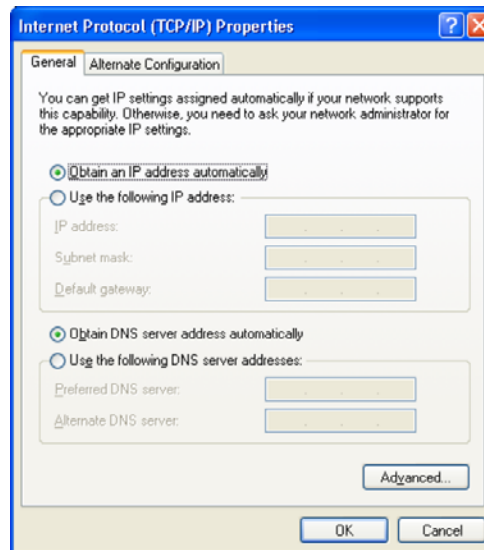 Internet Protocol (TCP/IP) Properties
General
Alternate Configuration
You can get IP settings assigned automatically if your network supports
this capability. Otherwise, you need to ask your network administrator for
the appropriate IP settings.
Obtain an IP address automatically
Use the following IP address:
IP address:
Subnet mask:
Default gateway:
Obtain DNS server address automatically
Use the following DNS server addresses:
Preferred DNS server:
Alternate DNS server:
Advanced...
OK
Cancel